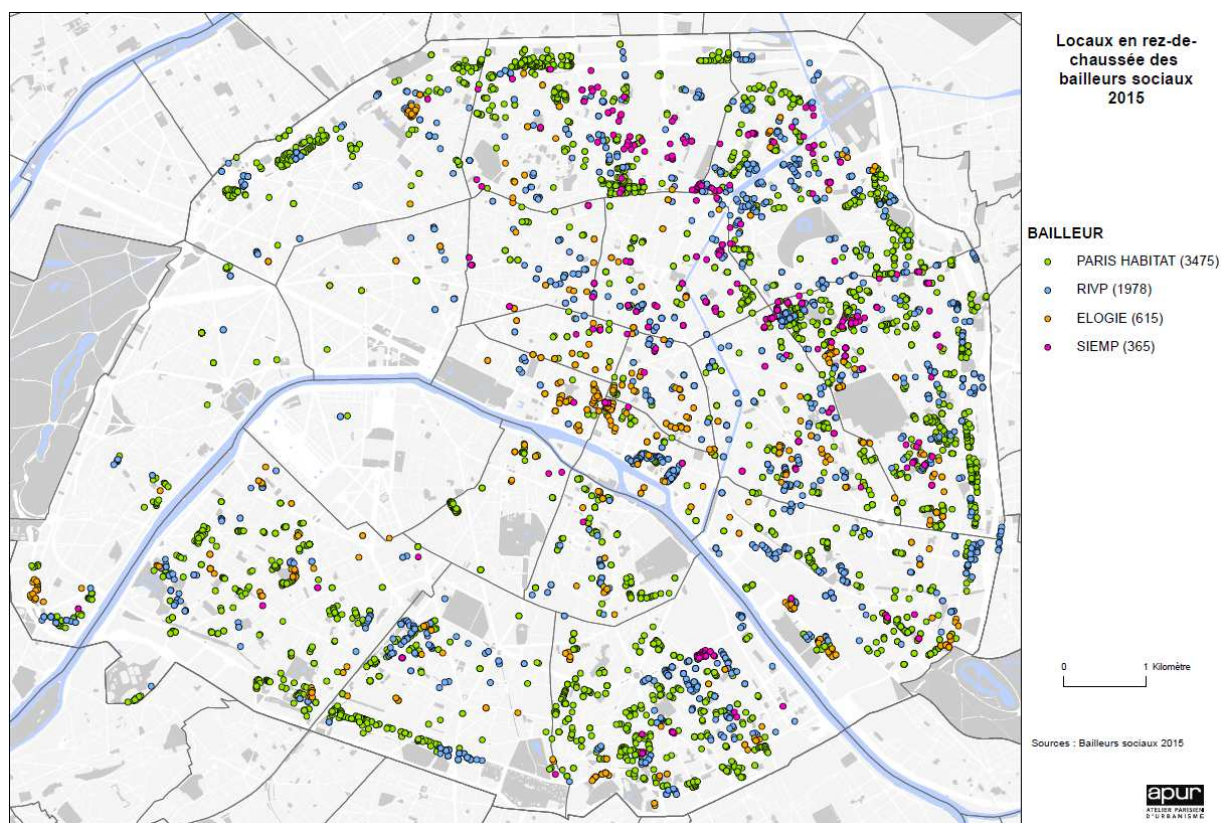 Locaux en rez-de-
chaussée des
bailleurs sociaux
2015
BAILLEUR
PARIS HABITAT (3475)
RIVP (1978)
ELOGIE (615)
SIEMP (365)
0 1 Kilomètre
Sources : Bailleurs sociaux 2015
apur
ATELIER PARISIEN
D'URBANISME